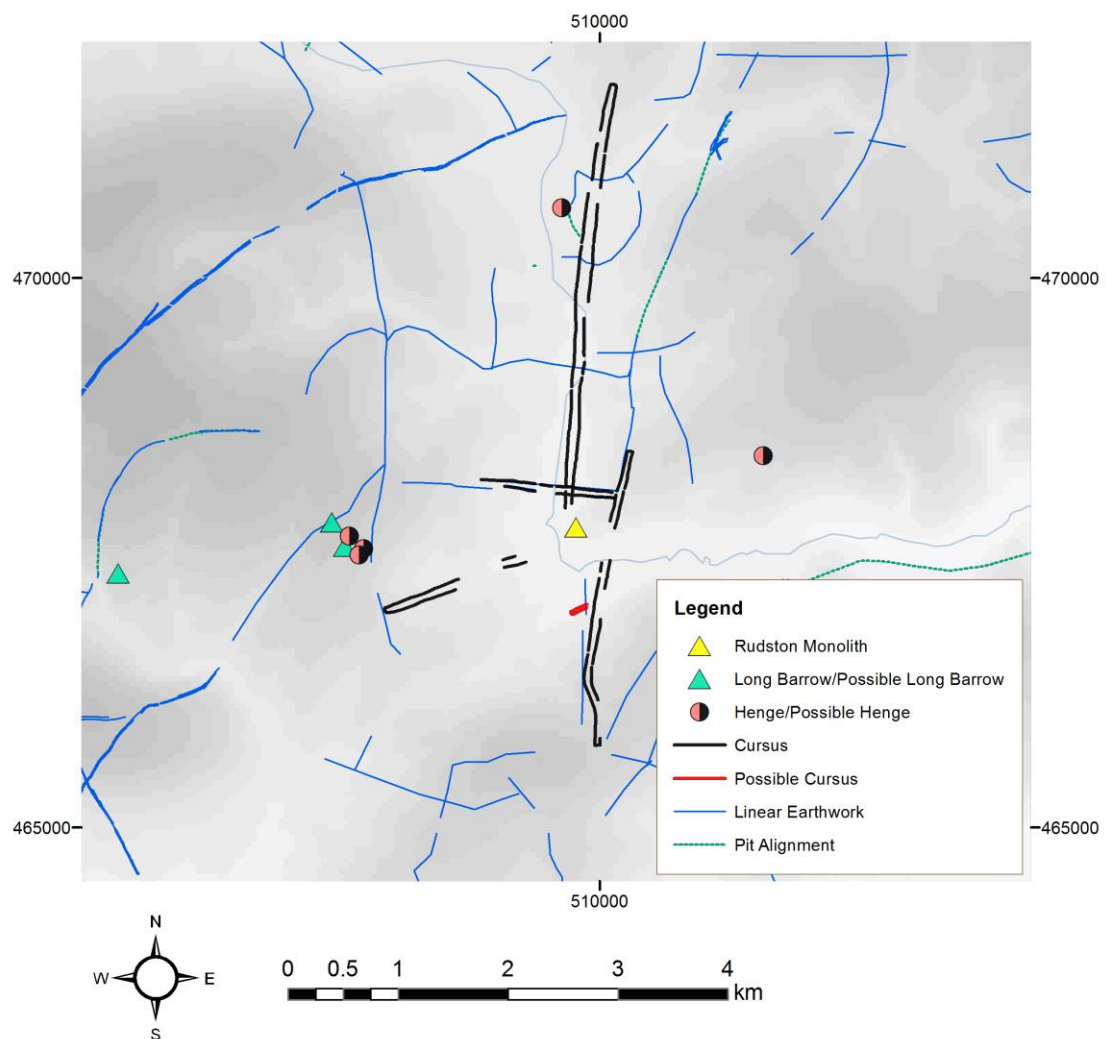 510000
470000
470000
Legend
Rudston Monolith
Long Barrow/Possible Long Barrow
Henge/Possible Henge
Cursus
Possible Cursus
Linear Earthwork
Pit Alignment
465000
465000
510000
N
W
E
S
0 0.5 1 2 3 4
km